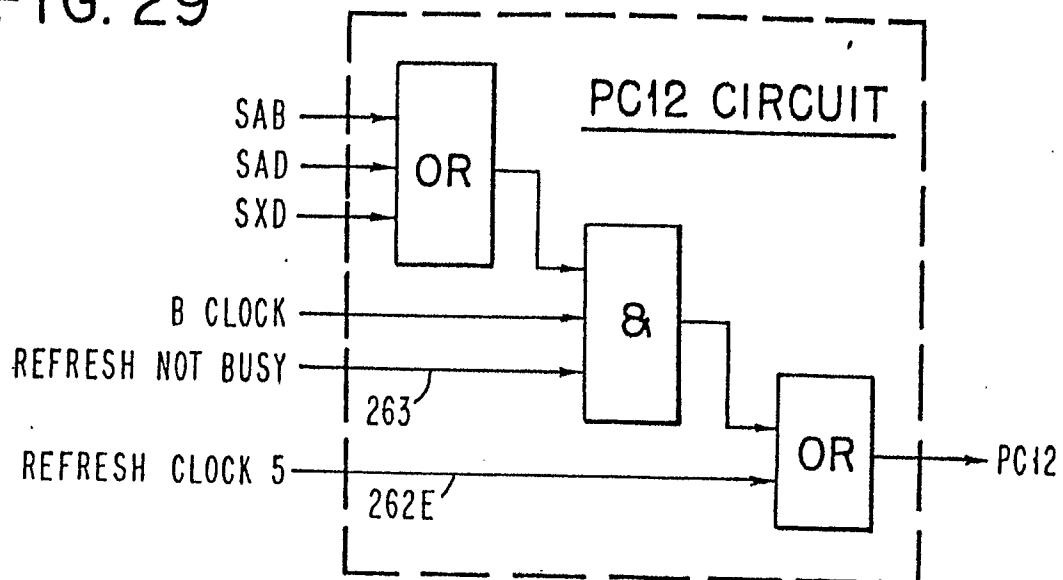 FIG. 29
PC12 CIRCUIT
SAB
SAD
SXD
OR
B CLOCK
&
REFRESH NOT BUSY
263
REFRESH CLOCK 5
262E
OR
PC12